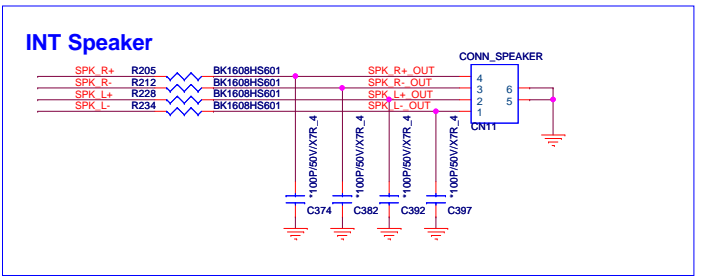 INT Speaker
CONN_SPEAKER
SPK_R+ R205 BK1608HS601 SPK_R+_OUT 4
SPK_R- R212 BK1608HS601 SPK_R-_OUT 3 6
SPK_L+ R228 BK1608HS601 SPK_L+_OUT 2 5
SPK_L- R234 BK1608HS601 SPK_L-_OUT 1
CN11
*100P/50V/X7R_4
*100P/50V/X7R_4
*100P/50V/X7R_4
*100P/50V/X7R_4
C374 C382 C392 C397